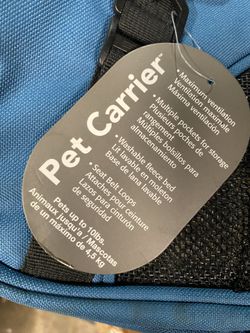 Pet Carrier™
• Maximum ventilation
Ventilation maximale
Máxima ventilación
• Multiple pockets for storage
Plusieurs poches de
rangement
Múltiples bolsillos para
almacenamiento
• Washable fleece bed
Lit lavable en molleton
Base de lana lavable
• Seat belt Loops
Attaches pour Ceinture
Lazos para cinturón
de seguridad
Pets up to 10lbs.
Animaux jusqu'a / Mascotas
de un máximo de 4,5 kg